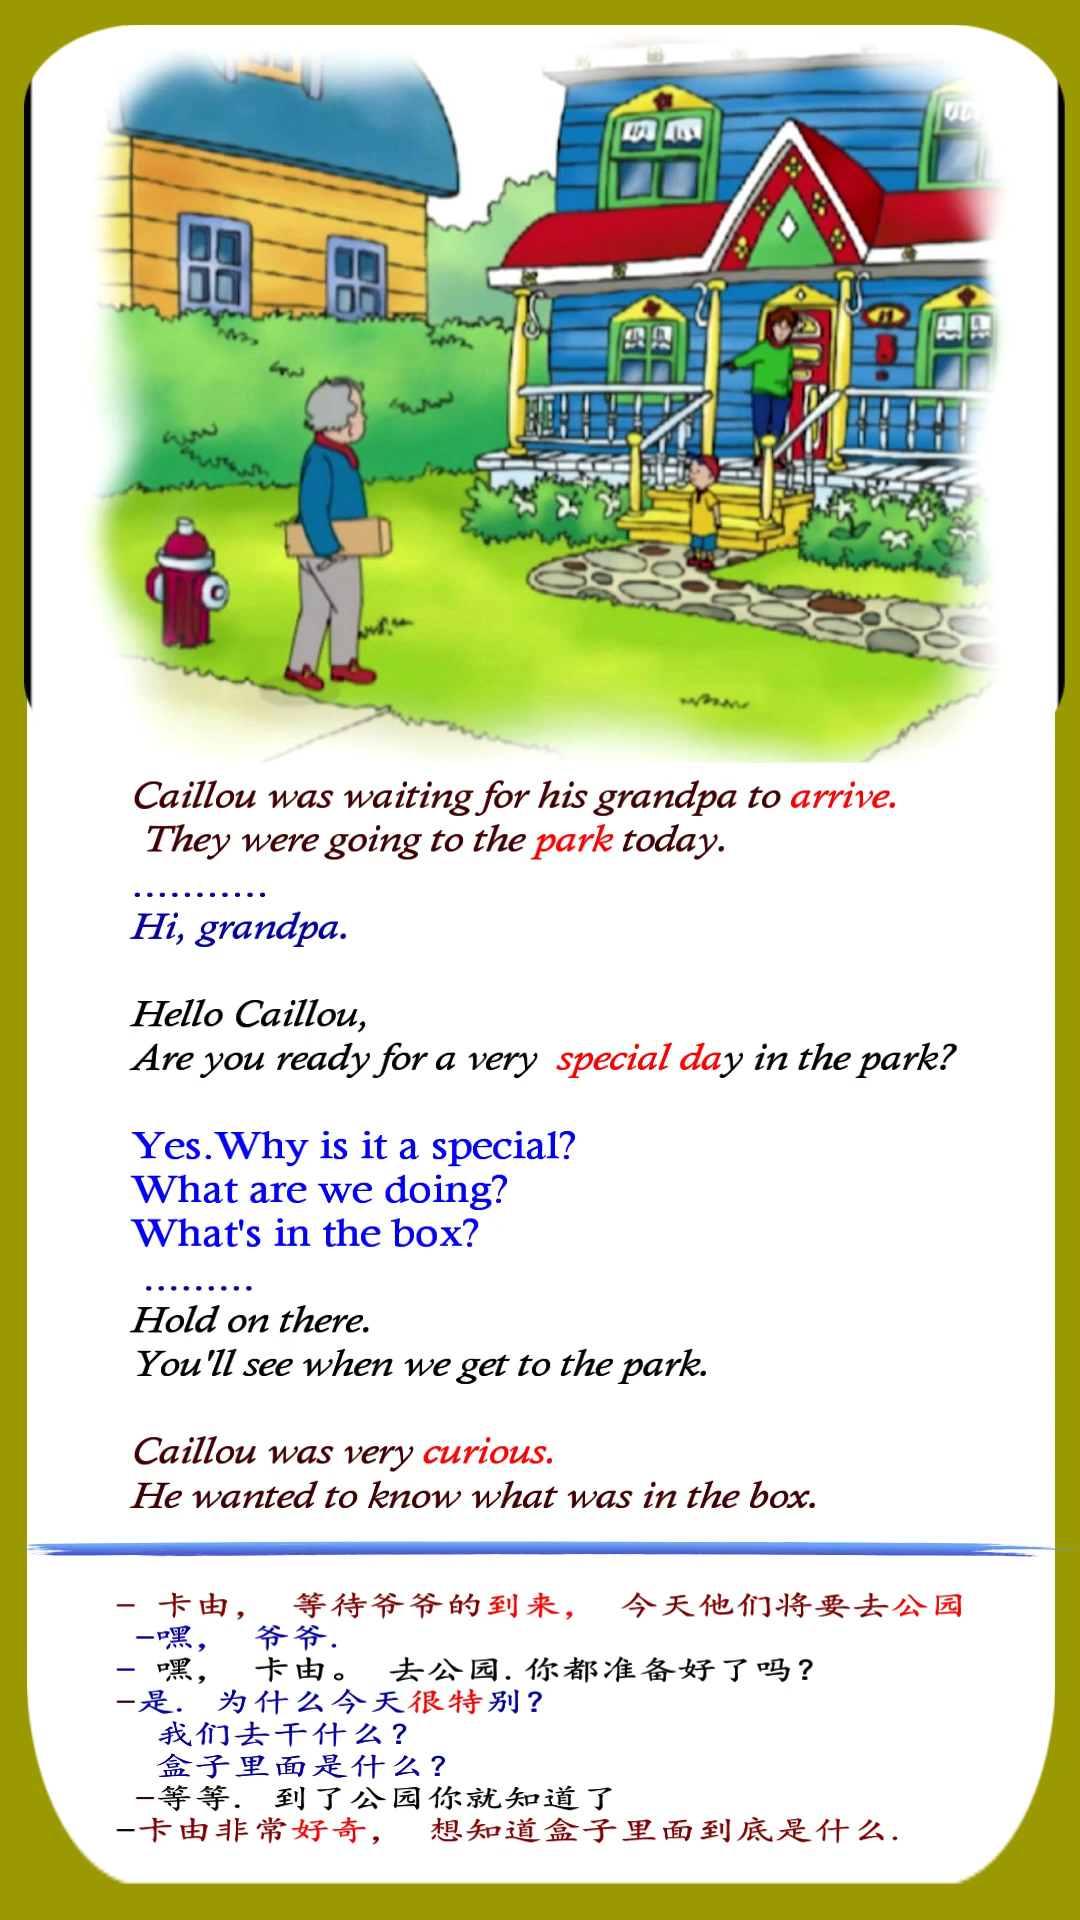 Caillou was waiting for his grandpa to arrive.
They were going to the park today.
...........
Hi, grandpa.
Hello Caillou,
Are you ready for a very special day in the park?
Yes.Why is it a special?
What are we doing?
What's in the box?
.........
Hold on there.
You'll see when we get to the park.
Caillou was very curious.
He wanted to know what was in the box.
- 卡由， 等待爷爷的到来， 今天他们将要去公园
-嘿， 爷爷.
- 嘿， 卡由。 去公园.你都准备好了吗?
-是. 为什么今天很特别?
我们去干什么?
盒子里面是什么?
-等等. 到了公园你就知道了
-卡由非常好奇， 想知道盒子里面到底是什么.